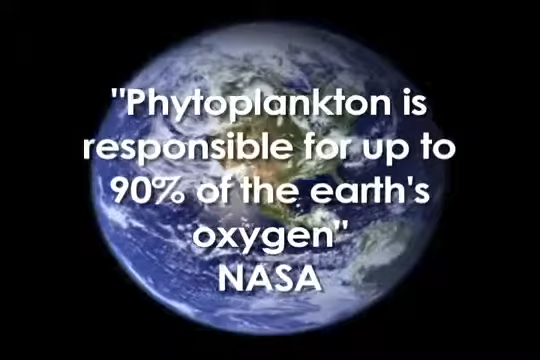 "Phytoplankton is
responsible for up to
90% of the earth's
oxygen"
NASA